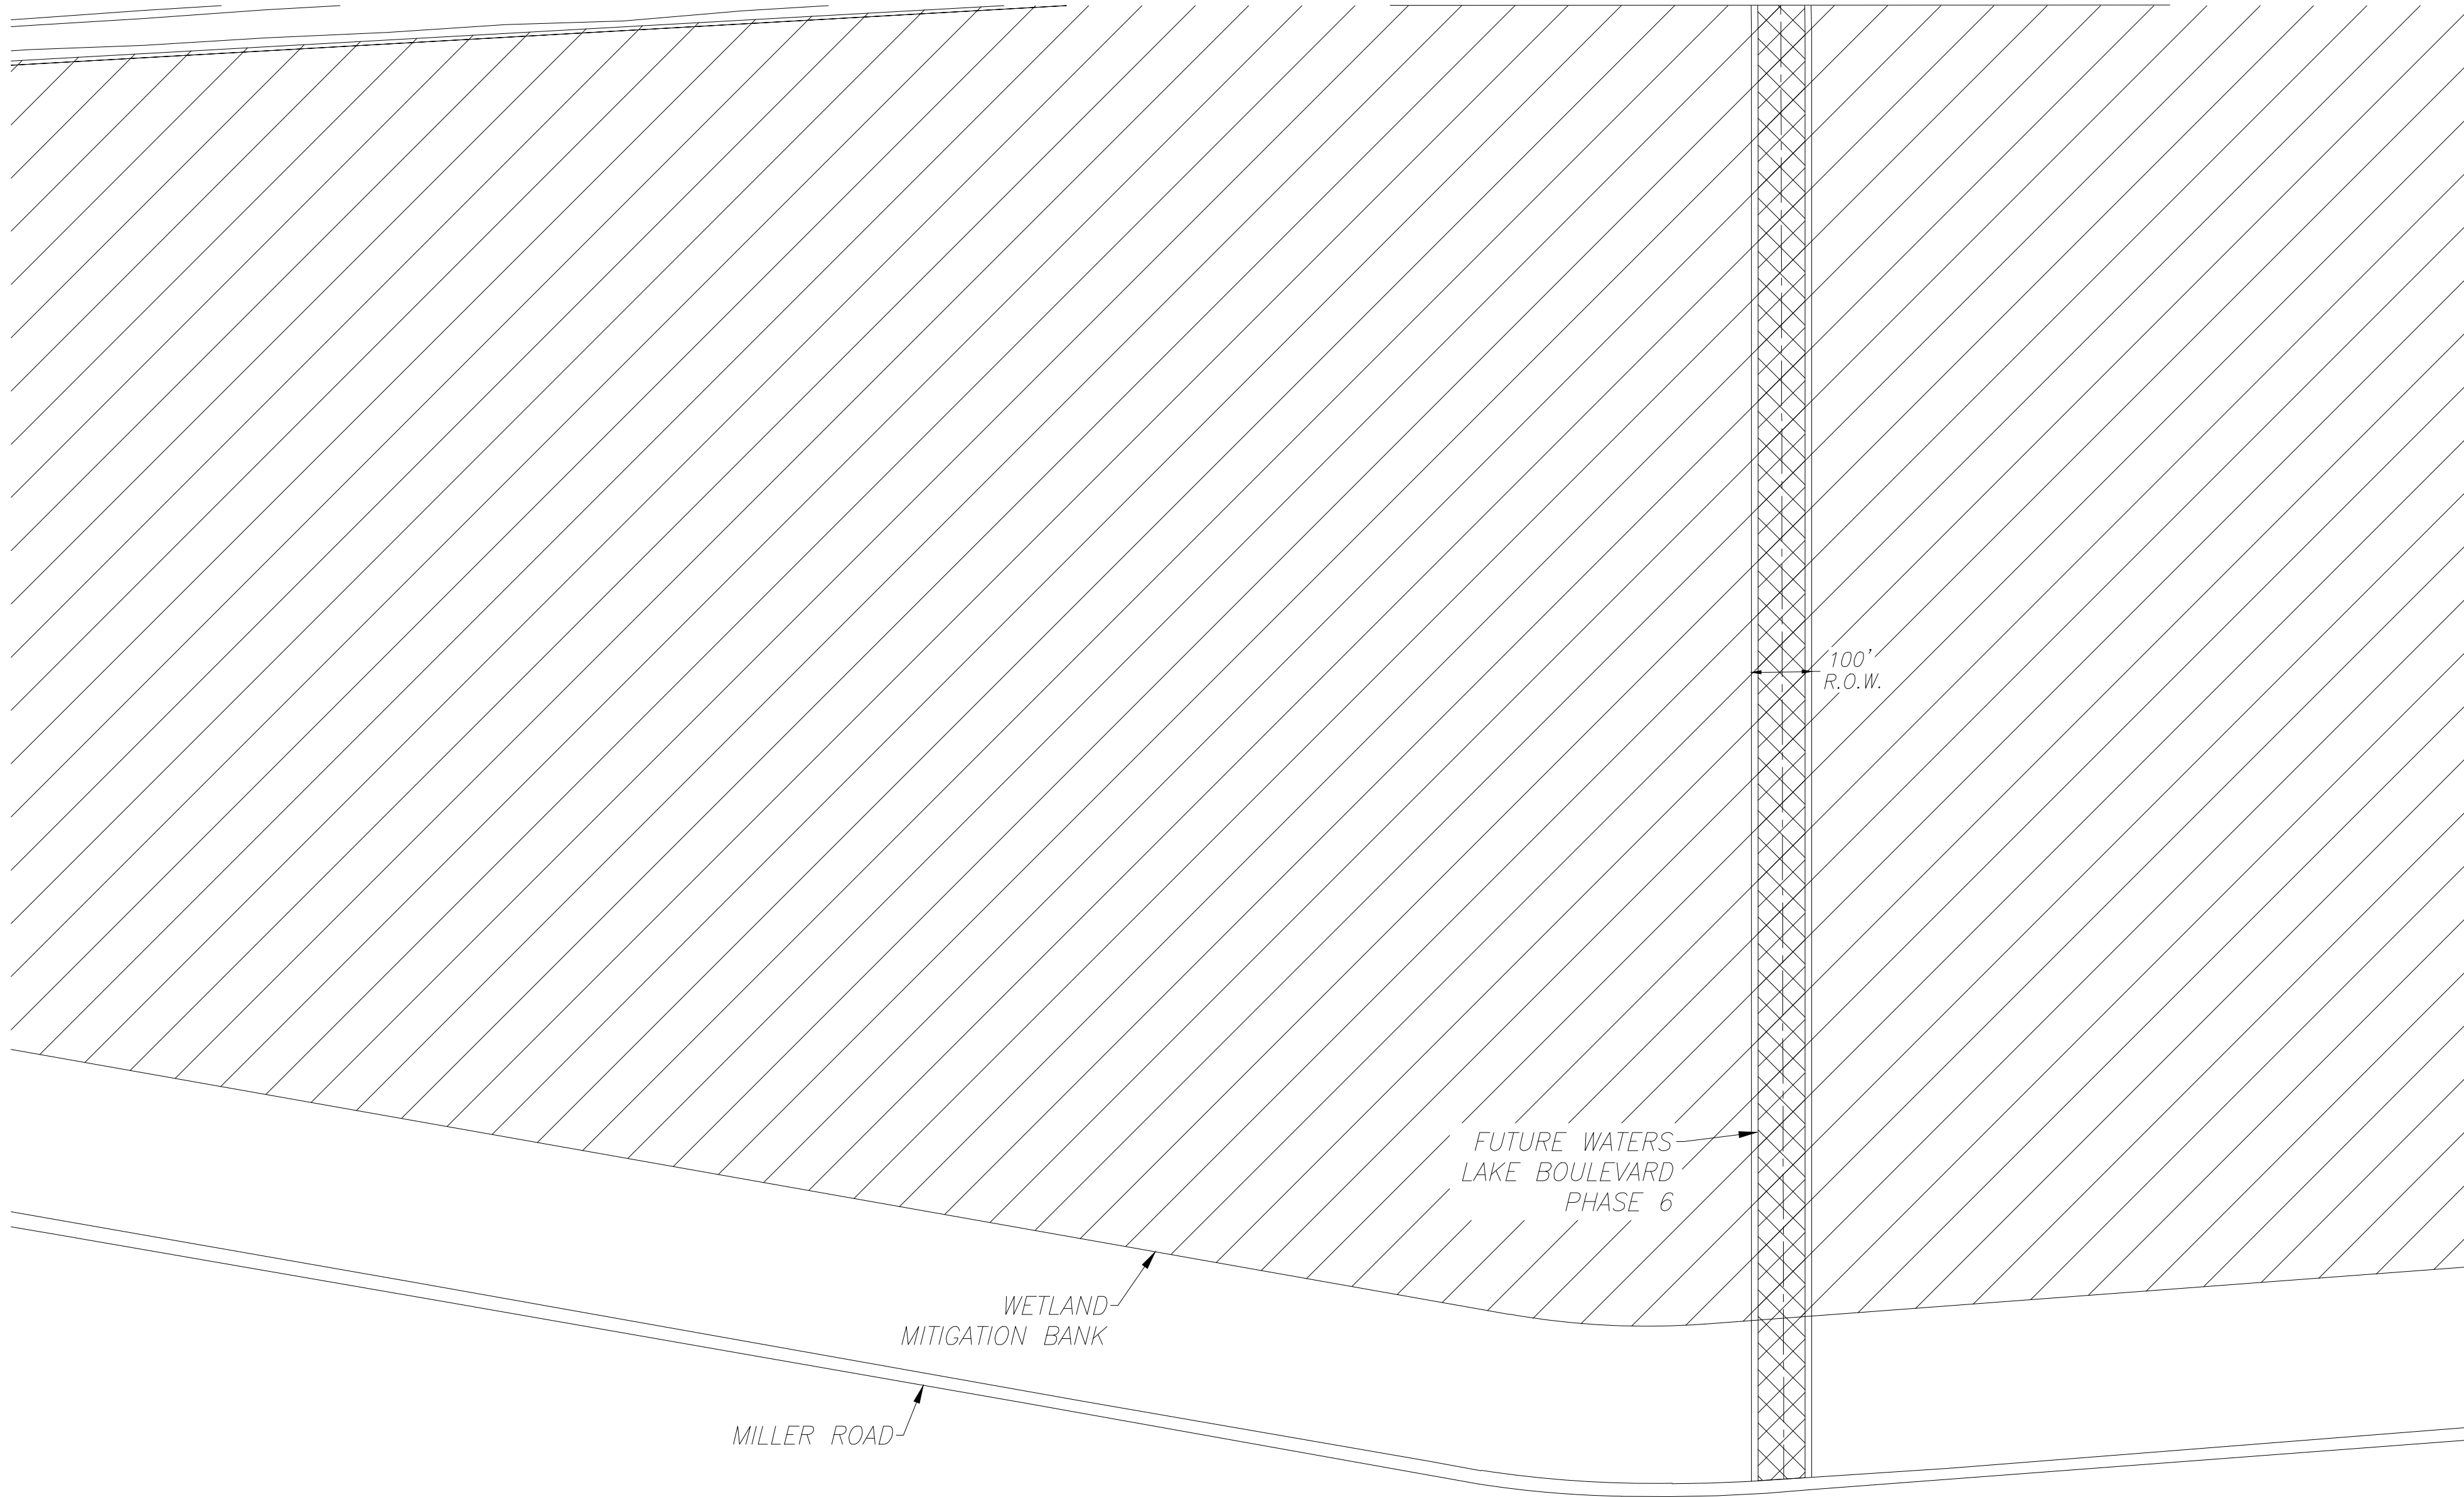 100'
R.O.W.
FUTURE WATERS
LAKE BOULEVARD
PHASE 6
WETLAND
MITIGATION BANK
MILLER ROAD